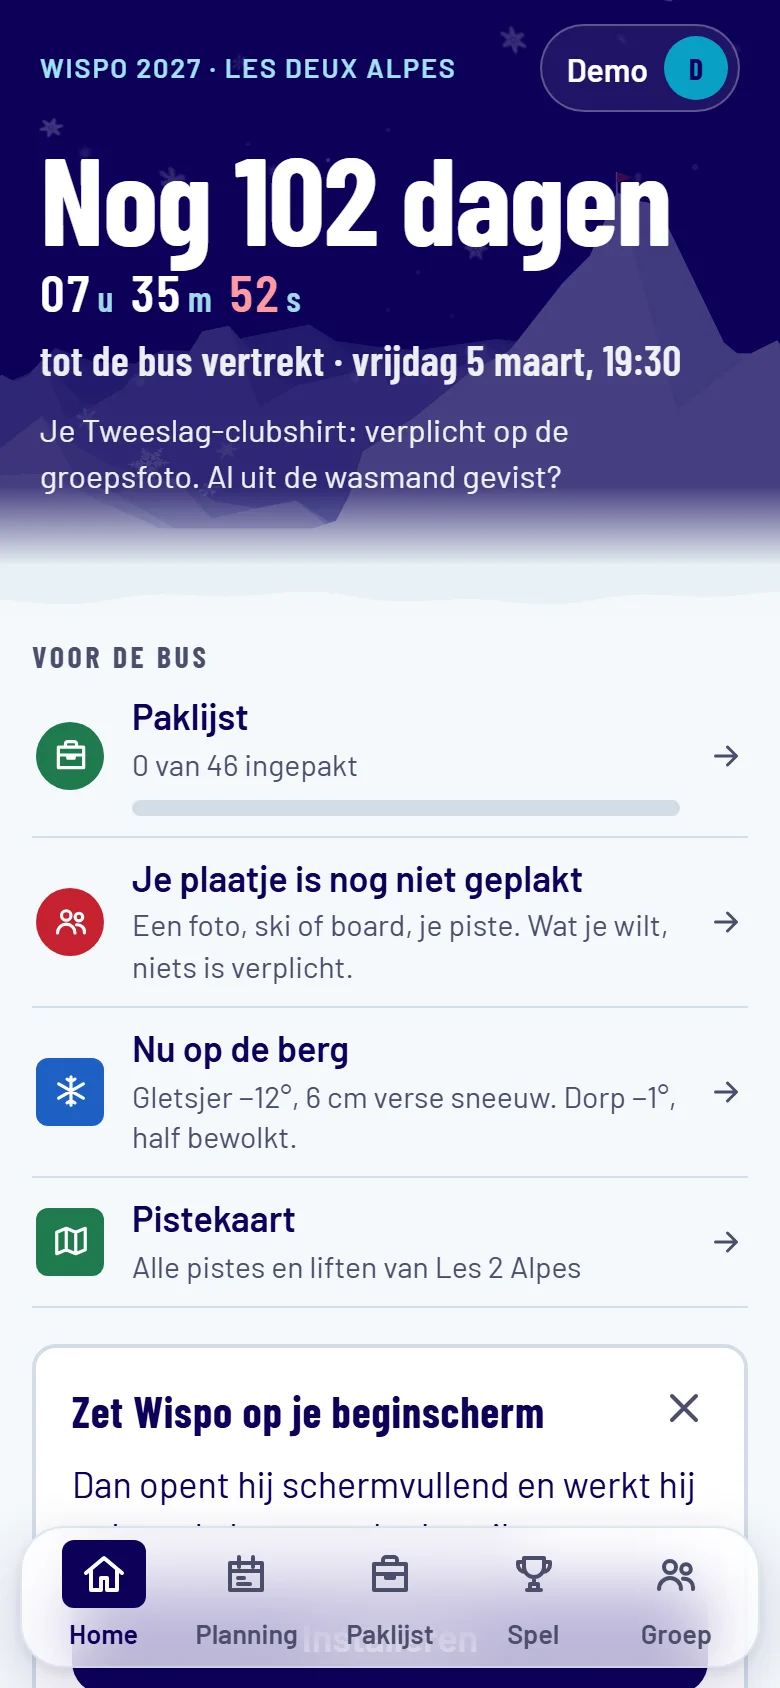 WISPO 2027 · LES DEUX ALPES
Demo D
Nog 102 dagen
07 u 35 m 52 s
tot de bus vertrekt · vrijdag 5 maart, 19:30
Je Tweeslag-clubshirt: verplicht op de
groepsfoto. Al uit de wasmand gevist?
VOOR DE BUS
Paklijst
0 van 46 ingepakt
Je plaatje is nog niet geplakt
Een foto, ski of board, je piste. Wat je wilt,
niets is verplicht.
Nu op de berg
Gletsjer −12°, 6 cm verse sneeuw. Dorp −1°,
half bewolkt.
Pistekaart
Alle pistes en liften van Les 2 Alpes
Zet Wispo op je beginscherm
Dan opent hij schermvullend en werkt hij
Installeren
Home Planning Paklijst Spel Groep